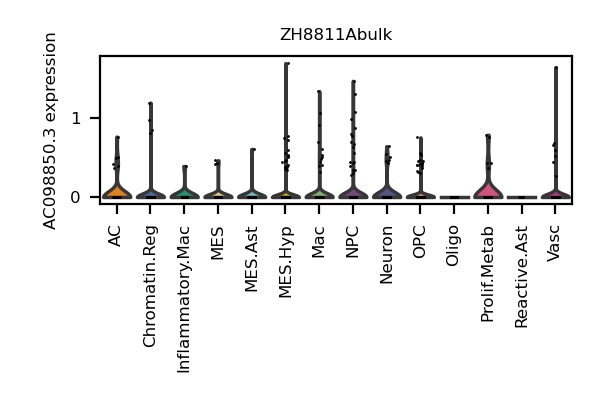 ZH8811Abulk
AC098850.3 expression
1
0
AC
Chromatin.Reg
Inflammatory.Mac
MES
MES.Ast
MES.Hyp
Mac
NPC
Neuron
OPC
Oligo
Prolif.Metab
Reactive.Ast
Vasc